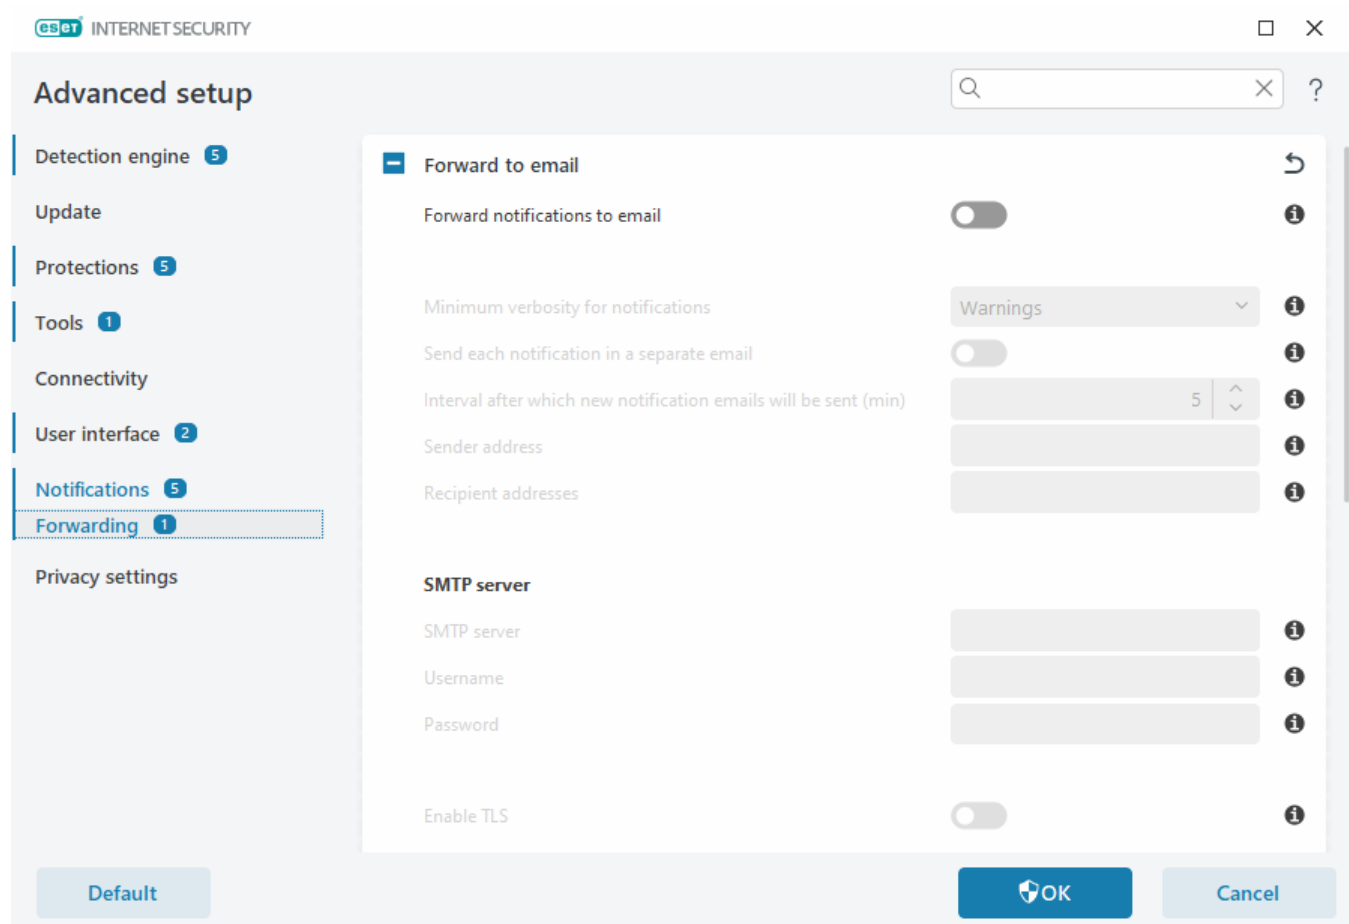 eset INTERNET SECURITY
Advanced setup
?
Detection engine 5
Update
Protections 5
Tools 1
Connectivity
User interface 2
Notifications 5
Forwarding 1
Privacy settings
Forward to email
Forward notifications to email
Minimum verbosity for notifications Warnings
Send each notification in a separate email
Interval after which new notification emails will be sent (min) 5
Sender address
Recipient addresses
SMTP server
SMTP server
Username
Password
Enable TLS
Default
OK
Cancel